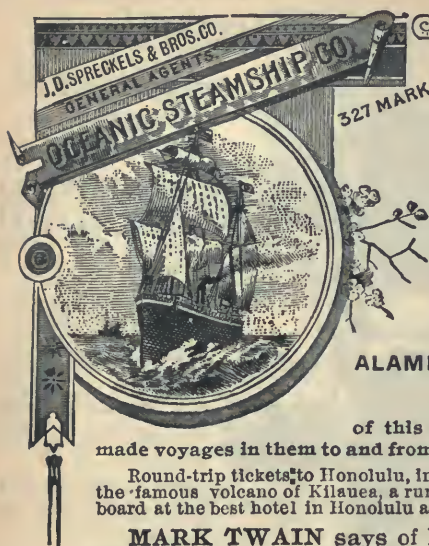 J.D. SPRECKELS & BROS. CO.
GENERAL AGENTS.
OCEANIC STEAMSHIP CO.
327 MARK
ALAM
of this
made voyages in them to and from
Round-trip tickets to Honolulu, in
the famous volcano of Kilauea, a
board at the best hotel in Honolulu a
MARK TWAIN says of